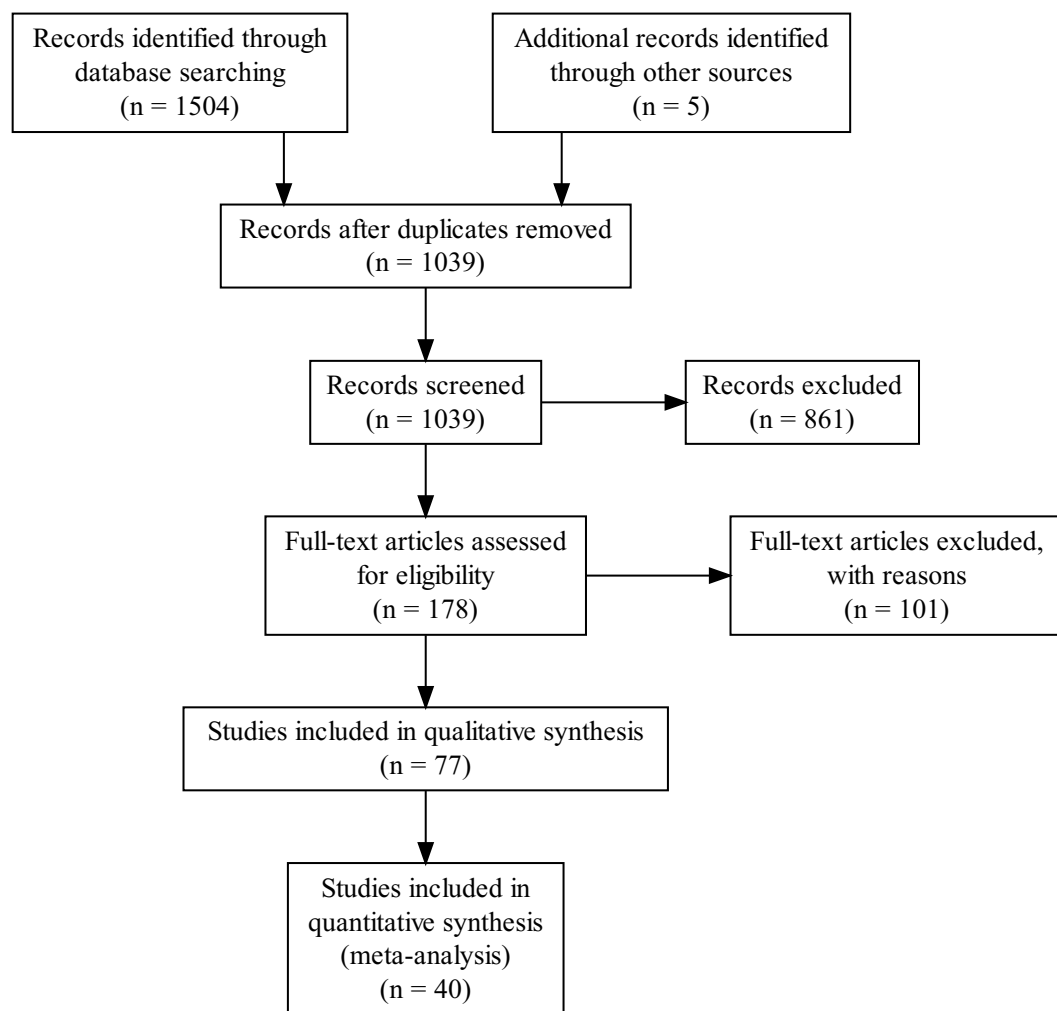 Records identified through
database searching
(n = 1504)
Additional records identified
through other sources
(n = 5)
Records after duplicates removed
(n = 1039)
Records screened
(n = 1039)
Records excluded
(n = 861)
Full-text articles assessed
for eligibility
(n = 178)
Full-text articles excluded,
with reasons
(n = 101)
Studies included in qualitative synthesis
(n = 77)
Studies included in
quantitative synthesis
(meta-analysis)
(n = 40)